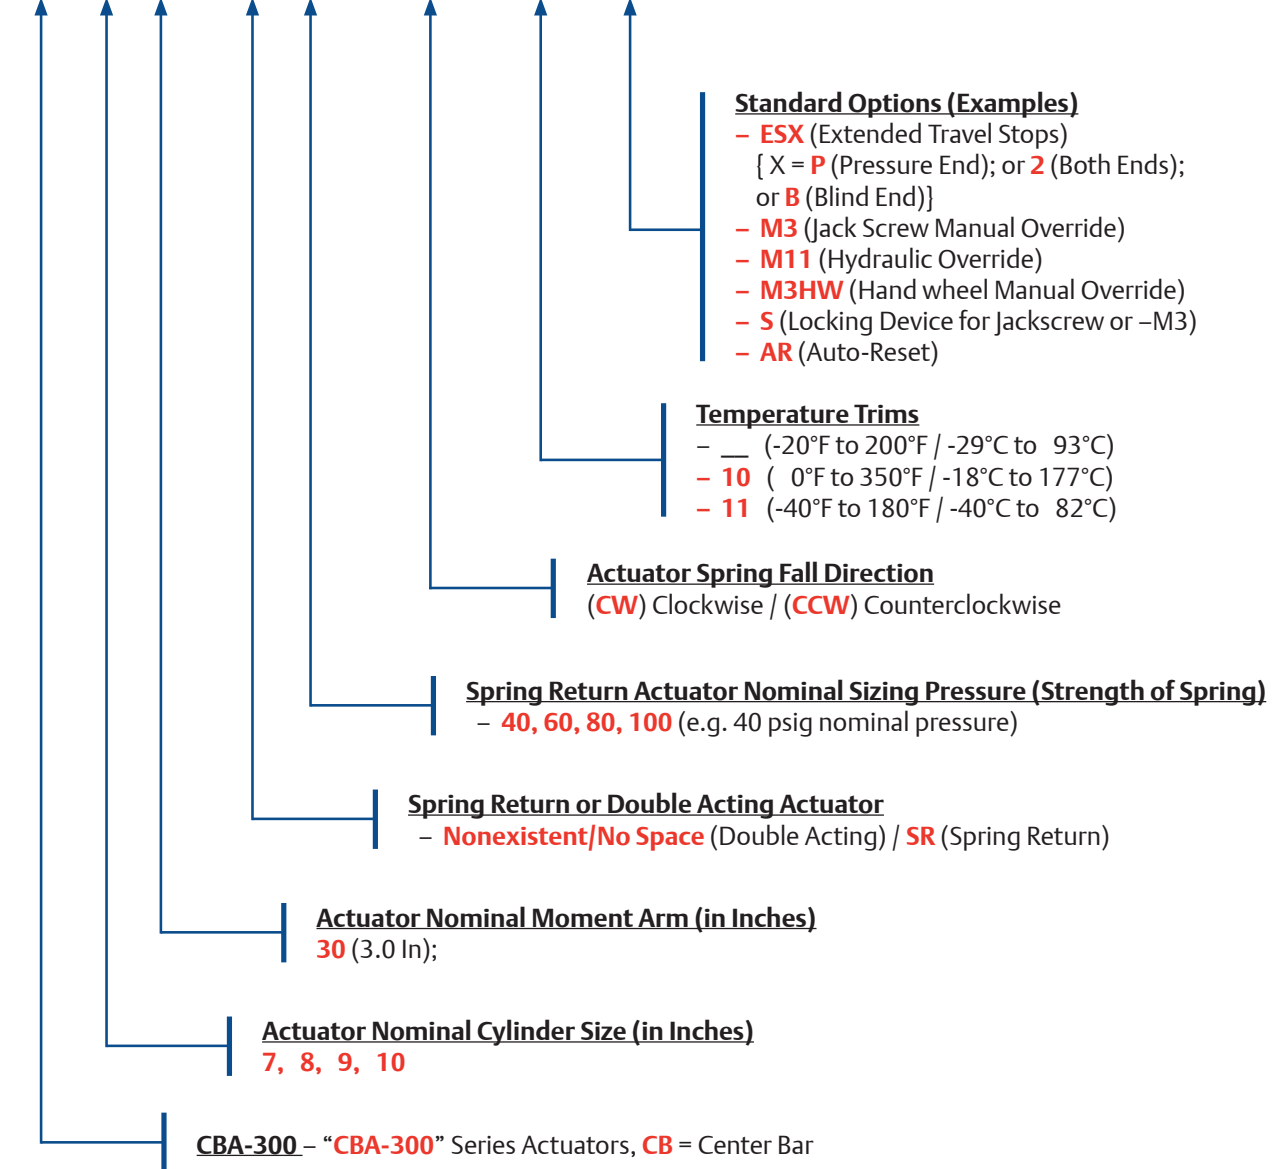 Standard Options (Examples)
– ESX (Extended Travel Stops)
{ X = P (Pressure End); or 2 (Both Ends);
or B (Blind End)}
– M3 (Jack Screw Manual Override)
– M11 (Hydraulic Override)
– M3HW (Hand wheel Manual Override)
– S (Locking Device for Jackscrew or –M3)
– AR (Auto-Reset)
Temperature Trims
– __ (-20°F to 200°F / -29°C to 93°C)
– 10 ( 0°F to 350°F / -18°C to 177°C)
– 11 (-40°F to 180°F / -40°C to 82°C)
Actuator Spring Fall Direction
(CW) Clockwise / (CCW) Counterclockwise
Spring Return Actuator Nominal Sizing Pressure (Strength of Spring)
– 40, 60, 80, 100 (e.g. 40 psig nominal pressure)
Spring Return or Double Acting Actuator
– Nonexistent/No Space (Double Acting) / SR (Spring Return)
Actuator Nominal Moment Arm (in Inches)
30 (3.0 In);
Actuator Nominal Cylinder Size (in Inches)
7, 8, 9, 10
CBA-300 – “CBA-300” Series Actuators, CB = Center Bar